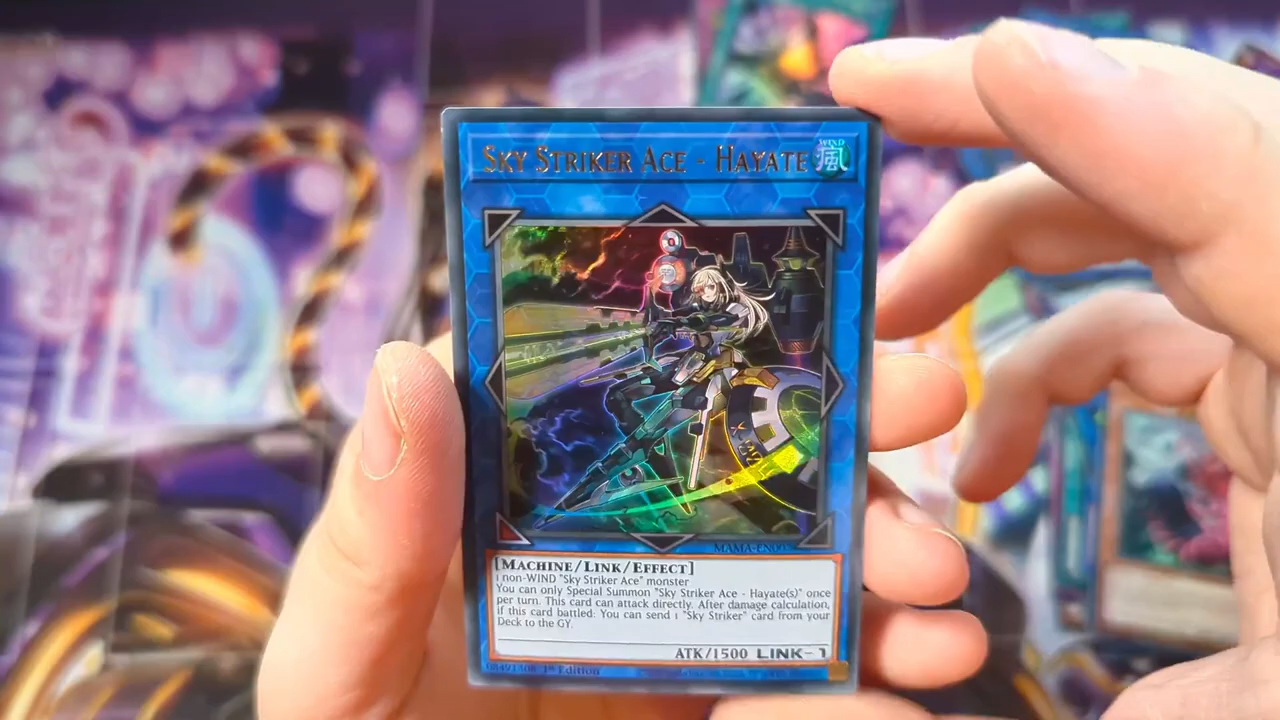 SKY STRIKER ACE - HAYATE
WIND
風
MAMA-EN00
[MACHINE/LINK/EFFECT]
1 non-WIND "Sky Striker Ace" monster
You can only Special Summon "Sky Striker Ace - Hayate(s)" once
per turn. This card can attack directly. After damage calculation,
if this card battled: You can send 1 "Sky Striker" card from your
Deck to the GY.
ATK/1500 LINK-1
1st Edition